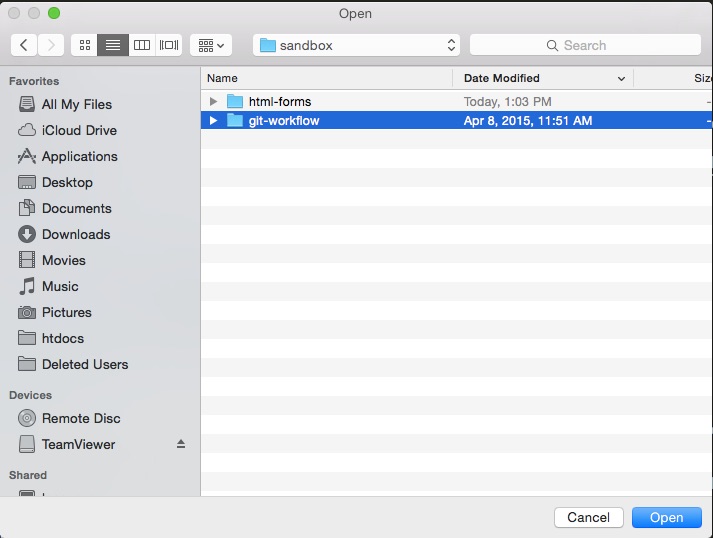 Open
sandbox
Search
Favorites
All My Files
iCloud Drive
Applications
Desktop
Documents
Downloads
Movies
Music
Pictures
htdocs
Deleted Users
Devices
Remote Disc
TeamViewer
Shared
Name Date Modified Siz
html-forms Today, 1:03 PM -
git-workflow Apr 8, 2015, 11:51 AM -
Cancel Open